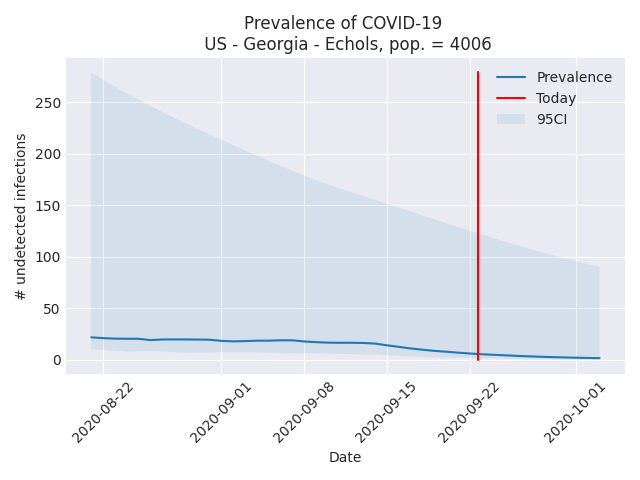 Prevalence of COVID-19
US - Georgia - Echols, pop. = 4006
Prevalence
Today
95CI
# undetected infections
250
200
150
100
50
0
2020-08-22
2020-09-01
2020-09-08
2020-09-15
2020-09-22
2020-10-01
Date